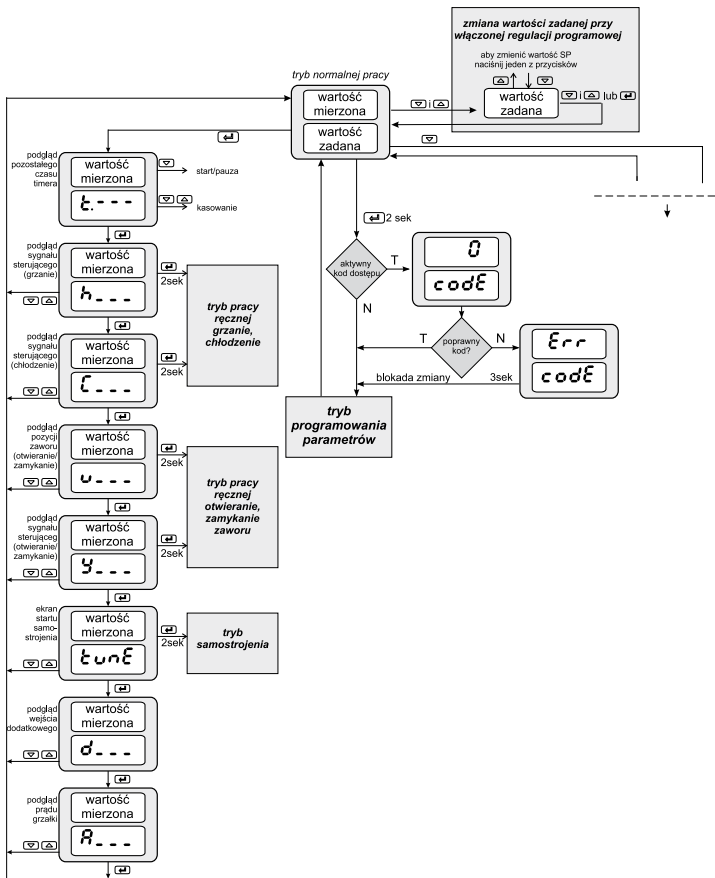 zmiana wartości zadanej przy
włączonej regulacji programowej
aby zmienić wartość SP
naciśnij jeden z przycisków
wartość
zadana
i
lub
tryb normalnej pracy
wartość
mierzona
wartość
zadana
i
podgląd
pozostałego
czasu
timera
wartość
mierzona
t.---
start/pauza
kasowanie
podgląd
sygnału
sterującego
(grzanie)
wartość
mierzona
h---
2sek
tryb pracy
ręcznej
grzanie,
chłodzenie
podgląd
sygnału
sterującego
(chłodzenie)
wartość
mierzona
C---
2sek
podgląd
pozycji
zaworu
(otwieranie/
zamykanie)
wartość
mierzona
u---
2sek
tryb pracy
ręcznej
otwieranie,
zamykanie
zaworu
podgląd
sygnału
sterująceg
(otwieranie/
zamykanie)
wartość
mierzona
y---
2sek
ekran
startu
samo-
strojenia
wartość
mierzona
tunE
2sek
tryb
samostrojenia
podgląd
wejścia
dodatkowego
wartość
mierzona
d---
podgląd
prądu
grzałki
wartość
mierzona
A---
2 sek
aktywny
kod dostępu
T
N
0
codE
poprawny
kod?
T
N
Err
codE
3sek
blokada zmiany
tryb
programowania
parametrów